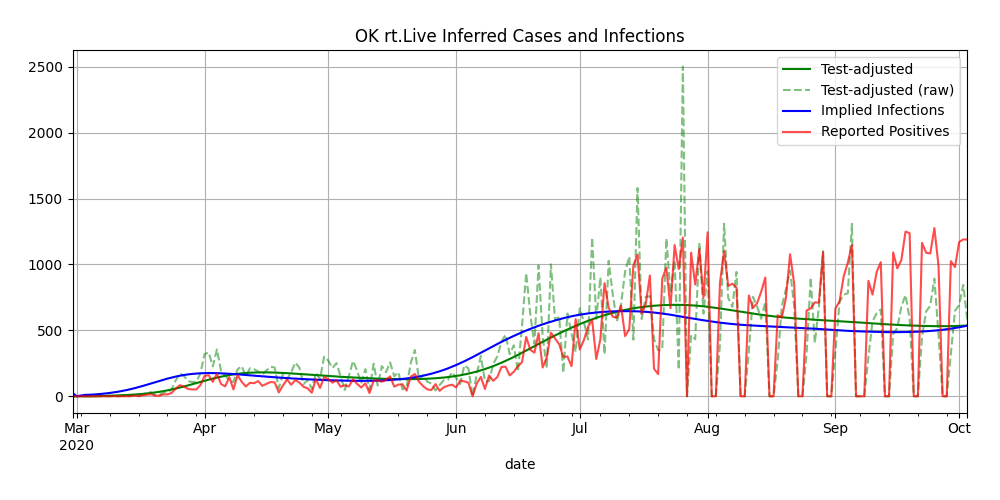 OK rt.Live Inferred Cases and Infections
Test-adjusted
Test-adjusted (raw)
Implied Infections
Reported Positives
2500
2000
1500
1000
500
0
Mar Apr May Jun Jul Aug Sep Oct
2020
date